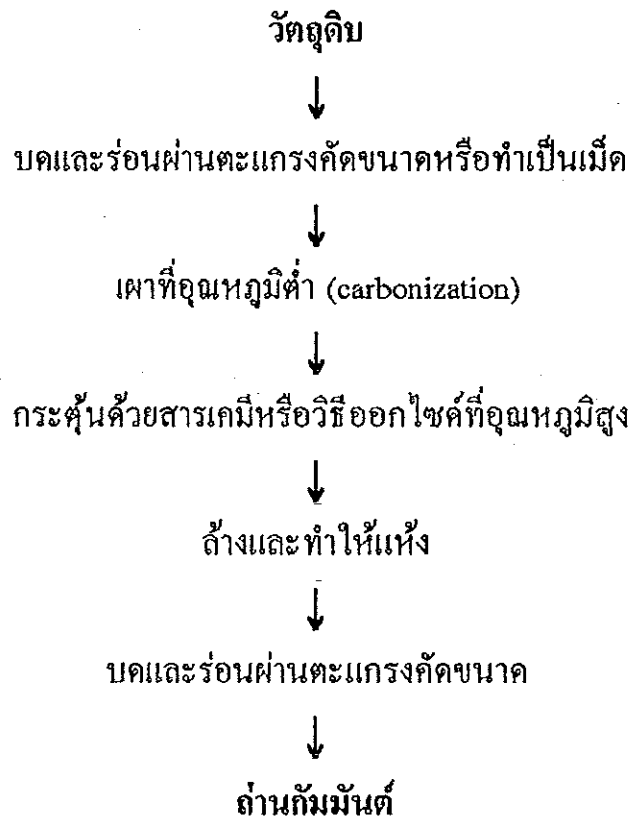 วัตถุดิบ
บดและร่อนผ่านตะแกรงคัดขนาดหรือทำเป็นเม็ด
เผาที่อุณหภูมิต่ำ (carbonization)
กระตุ้นด้วยสารเคมีหรือวิธีออกไซด์ที่อุณหภูมิสูง
ล้างและทำให้แห้ง
บดและร่อนผ่านตะแกรงคัดขนาด
ถ่านกัมมันต์